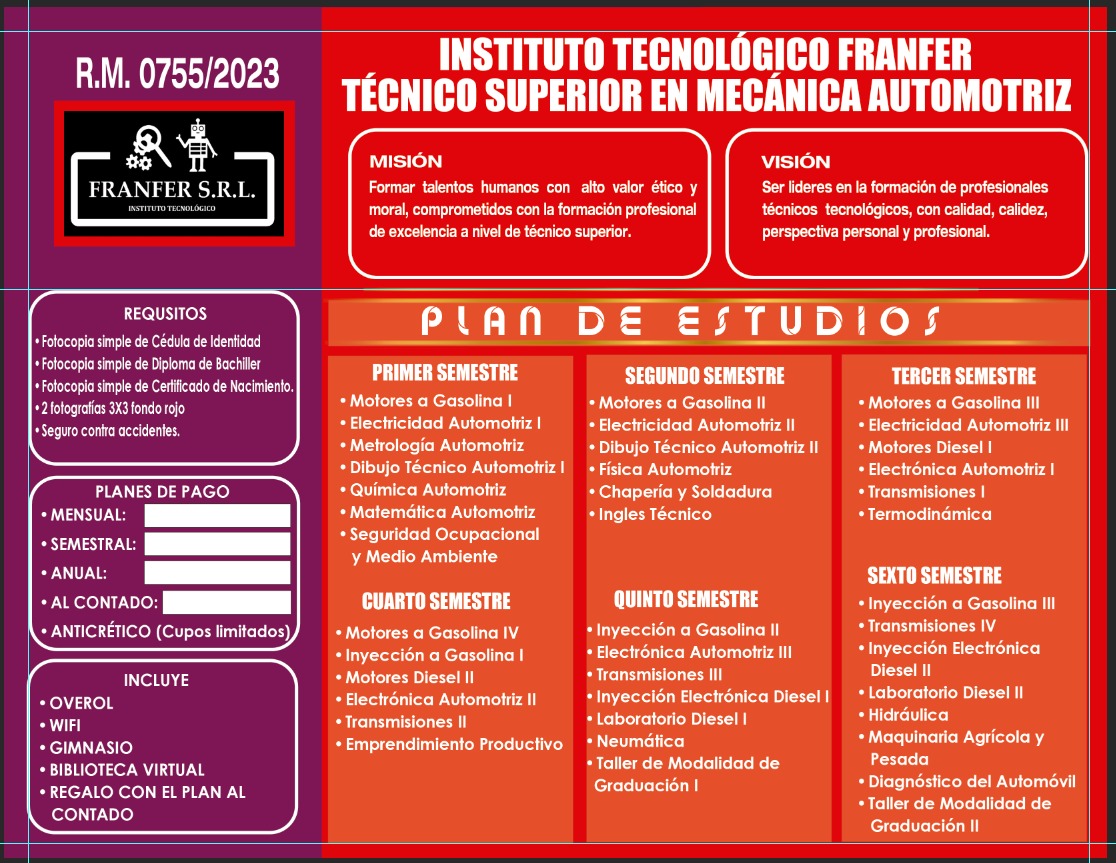 R.M. 0755/2023
FRANFER S.R.L.
INSTITUTO TECNOLÓGICO
INSTITUTO TECNOLÓGICO FRANFER
TÉCNICO SUPERIOR EN MECÁNICA AUTOMOTRIZ
MISIÓN
Formar talentos humanos con alto valor ético y
moral, comprometidos con la formación profesional
de excelencia a nivel de técnico superior.
VISIÓN
Ser lideres en la formación de profesionales
técnicos tecnológicos, con calidad, calidez,
perspectiva personal y profesional.
REQUSITOS
• Fotocopia simple de Cédula de Identidad
• Fotocopia simple de Diploma de Bachiller
• Fotocopia simple de Certificado de Nacimiento.
• 2 fotografías 3X3 fondo rojo
• Seguro contra accidentes.
PLANES DE PAGO
• MENSUAL:
• SEMESTRAL:
• ANUAL:
• AL CONTADO:
• ANTICRÉTICO (Cupos limitados)
INCLUYE
• OVEROL
• WIFI
• GIMNASIO
• BIBLIOTECA VIRTUAL
• REGALO CON EL PLAN AL
CONTADO
PLAN DE ESTUDIOS
PRIMER SEMESTRE
• Motores a Gasolina I
• Electricidad Automotriz I
• Metrología Automotriz
• Dibujo Técnico Automotriz I
• Química Automotriz
• Matemática Automotriz
• Seguridad Ocupacional
y Medio Ambiente
SEGUNDO SEMESTRE
• Motores a Gasolina II
• Electricidad Automotriz II
• Dibujo Técnico Automotriz II
• Física Automotriz
• Chapería y Soldadura
• Ingles Técnico
TERCER SEMESTRE
• Motores a Gasolina III
• Electricidad Automotriz III
• Motores Diesel I
• Electrónica Automotriz I
• Transmisiones I
• Termodinámica
CUARTO SEMESTRE
• Motores a Gasolina IV
• Inyección a Gasolina I
• Motores Diesel II
• Electrónica Automotriz II
• Transmisiones II
• Emprendimiento Productivo
QUINTO SEMESTRE
• Inyección a Gasolina II
• Electrónica Automotriz III
• Transmisiones III
• Inyección Electrónica Diesel I
• Laboratorio Diesel I
• Neumática
• Taller de Modalidad de
Graduación I
SEXTO SEMESTRE
• Inyección a Gasolina III
• Transmisiones IV
• Inyección Electrónica
Diesel II
• Laboratorio Diesel II
• Hidráulica
• Maquinaria Agrícola y
Pesada
• Diagnóstico del Automóvil
• Taller de Modalidad de
Graduación II